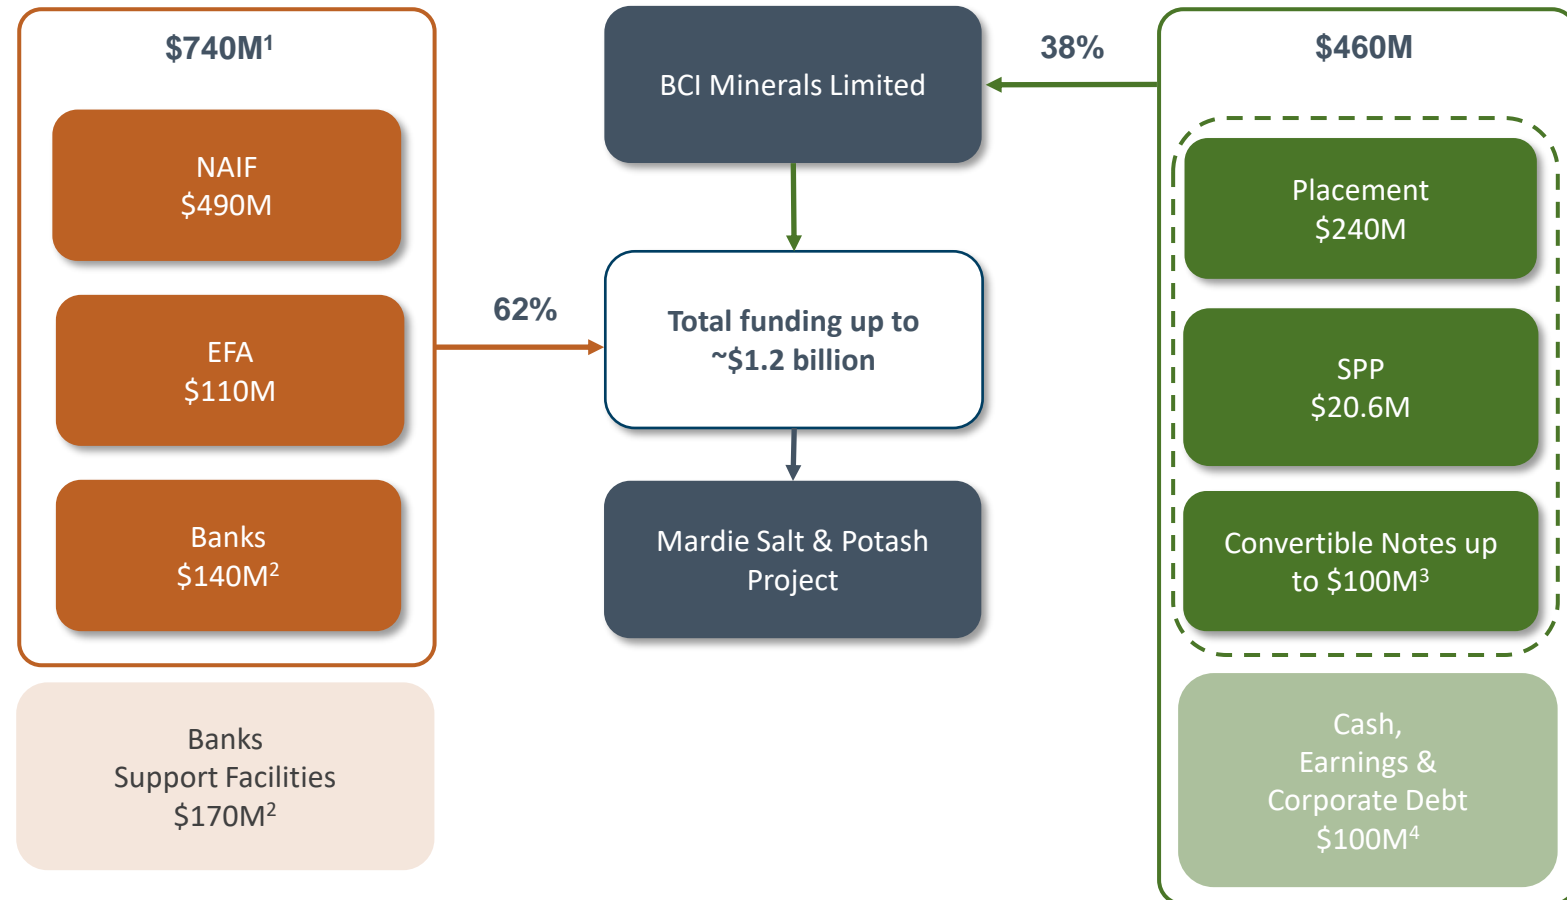 $740M¹
NAIF
$490M
EFA
$110M
Banks
$140M²
Banks
Support Facilities
$170M²
62%
BCI Minerals Limited
Total funding up to
~$1.2 billion
Mardie Salt & Potash
Project
38%
$460M
Placement
$240M
SPP
$20.6M
Convertible Notes up
to $100M³
Cash,
Earnings &
Corporate Debt
$100M⁴